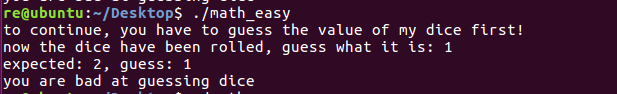 re@ubuntu:~/Desktop$ ./math_easy
to continue, you have to guess the value of my dice first!
now the dice have been rolled, guess what it is: 1
expected: 2, guess: 1
you are bad at guessing dice